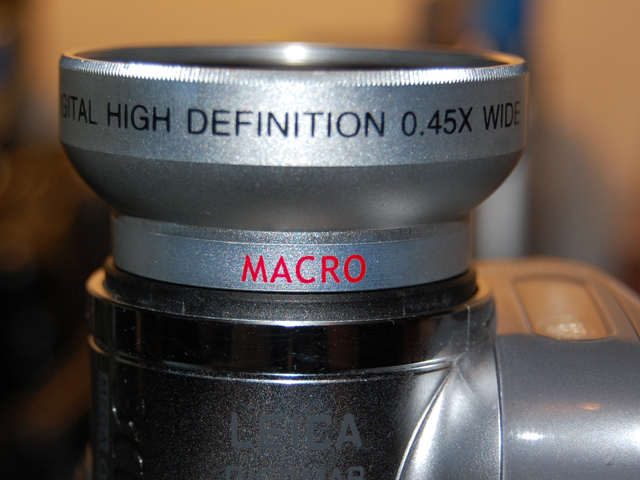 GITAL HIGH DEFINITION 0.45X WIDE
MACRO
LEICA